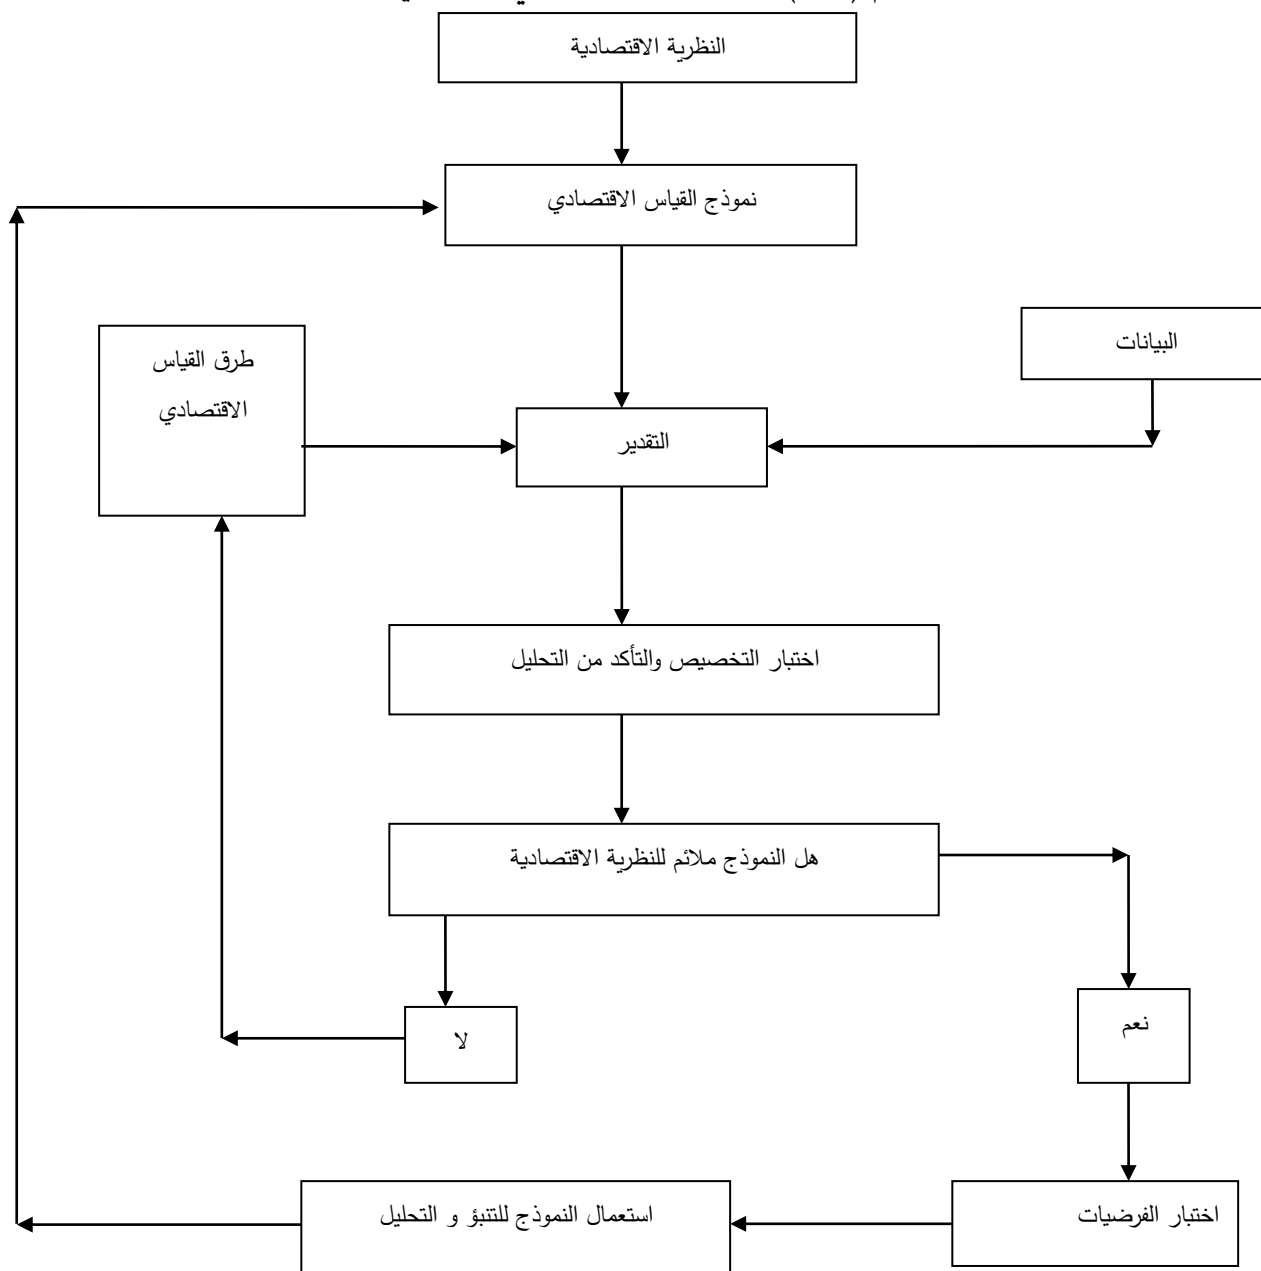 النظرية الاقتصادية
نموذج القياس الاقتصادي
البيانات
طرق القياس
الاقتصادي
التقدير
اختبار التخصيص والتأكد من التحليل
هل النموذج ملائم للنظرية الاقتصادية
نعم
لا
اختبار الفرضيات
استعمال النموذج للتنبؤ و التحليل